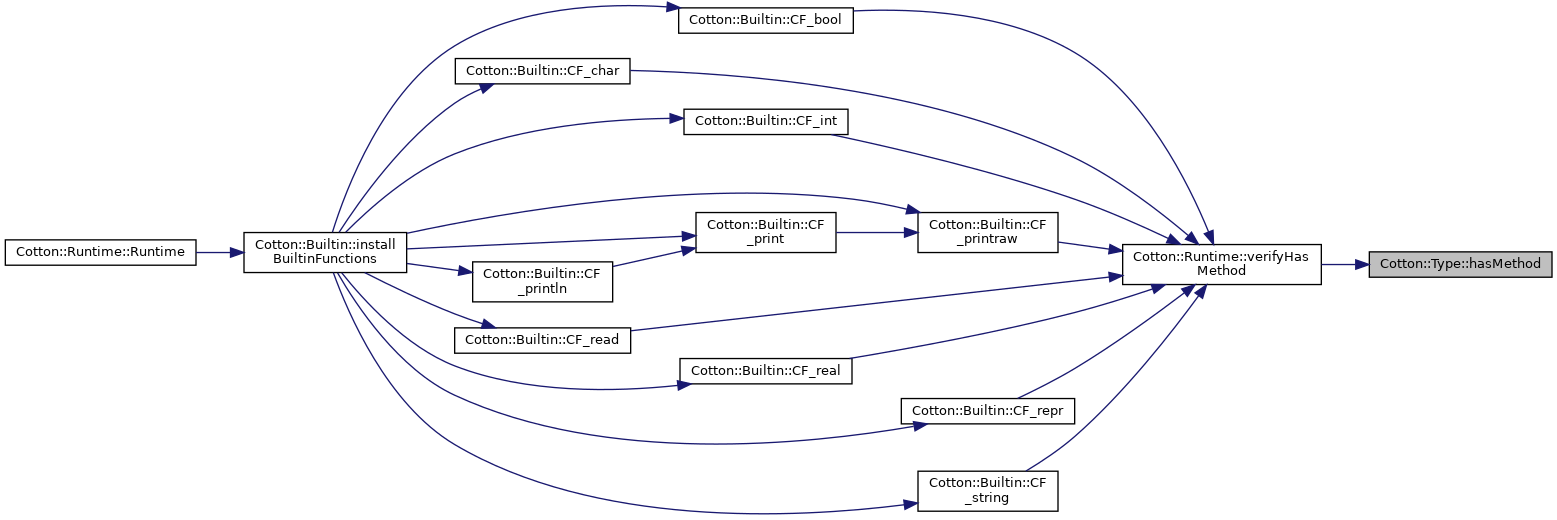 Cotton::Builtin::CF_bool
Cotton::Builtin::CF_char
Cotton::Builtin::CF_int
Cotton::Builtin::CF
_print
Cotton::Builtin::CF
_printraw
Cotton::Runtime::Runtime
Cotton::Builtin::install
BuiltinFunctions
Cotton::Runtime::verifyHas
Method
Cotton::Type::hasMethod
Cotton::Builtin::CF
_println
Cotton::Builtin::CF_read
Cotton::Builtin::CF_real
Cotton::Builtin::CF_repr
Cotton::Builtin::CF
_string